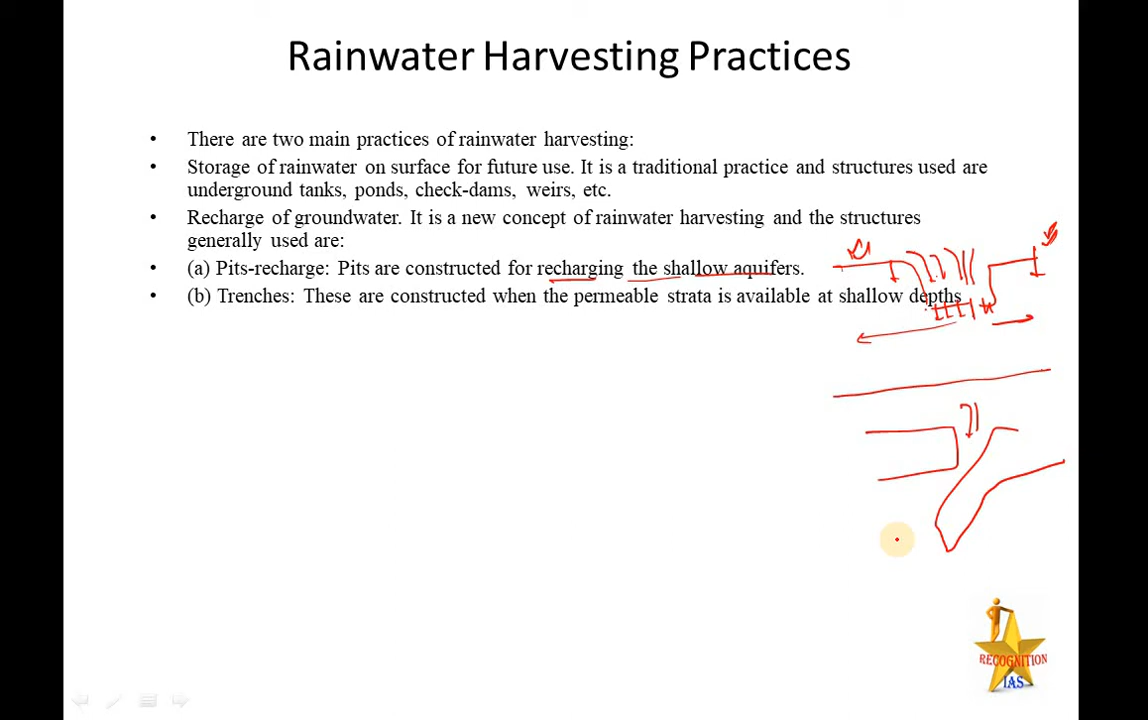 Rainwater Harvesting Practices
• There are two main practices of rainwater harvesting:
• Storage of rainwater on surface for future use. It is a traditional practice and structures used are
underground tanks, ponds, check-dams, weirs, etc.
• Recharge of groundwater. It is a new concept of rainwater harvesting and the structures
generally used are:
• (a) Pits-recharge: Pits are constructed for recharging the shallow aquifers.
• (b) Trenches: These are constructed when the permeable strata is available at shallow depths
RECOGNITION
IAS